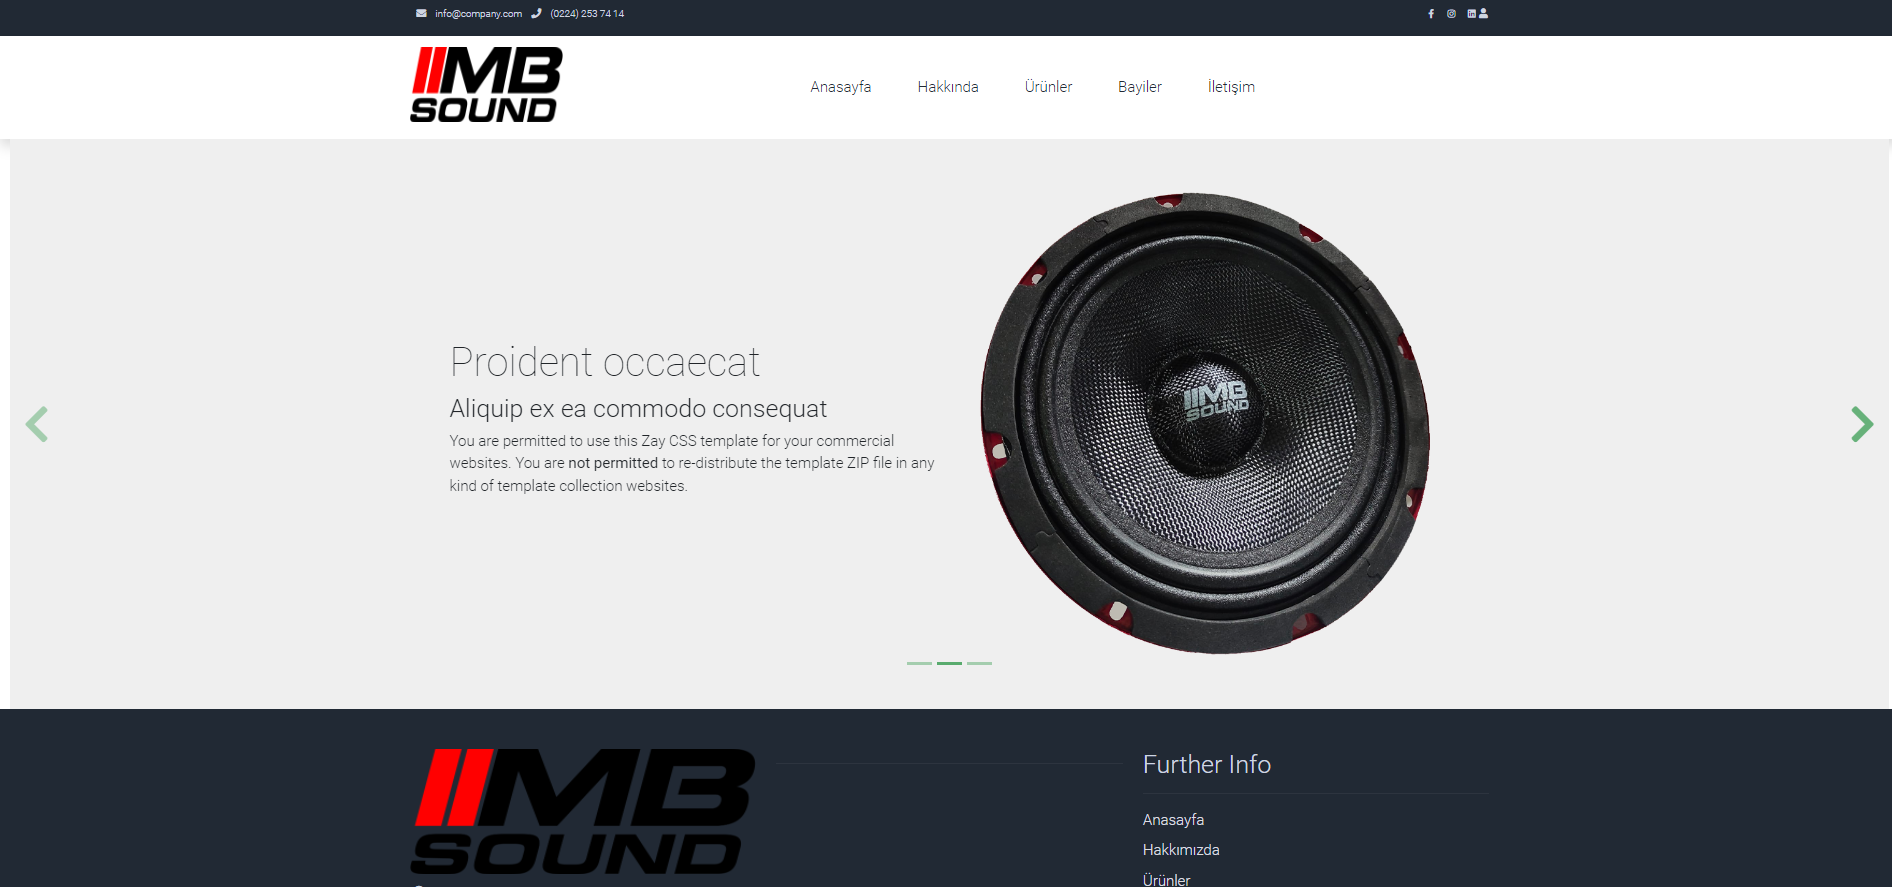 info@company.com (0224) 253 74 14
MB
SOUND
Anasayfa Hakkında Ürünler Bayiler İletişim
Proident occaecat
Aliquip ex ea commodo consequat
You are permitted to use this Zay CSS template for your commercial
websites. You are not permitted to re-distribute the template ZIP file in any
kind of template collection websites.
MB
SOUND
MB
SOUND
Further Info
Anasayfa
Hakkımızda
Ürünler